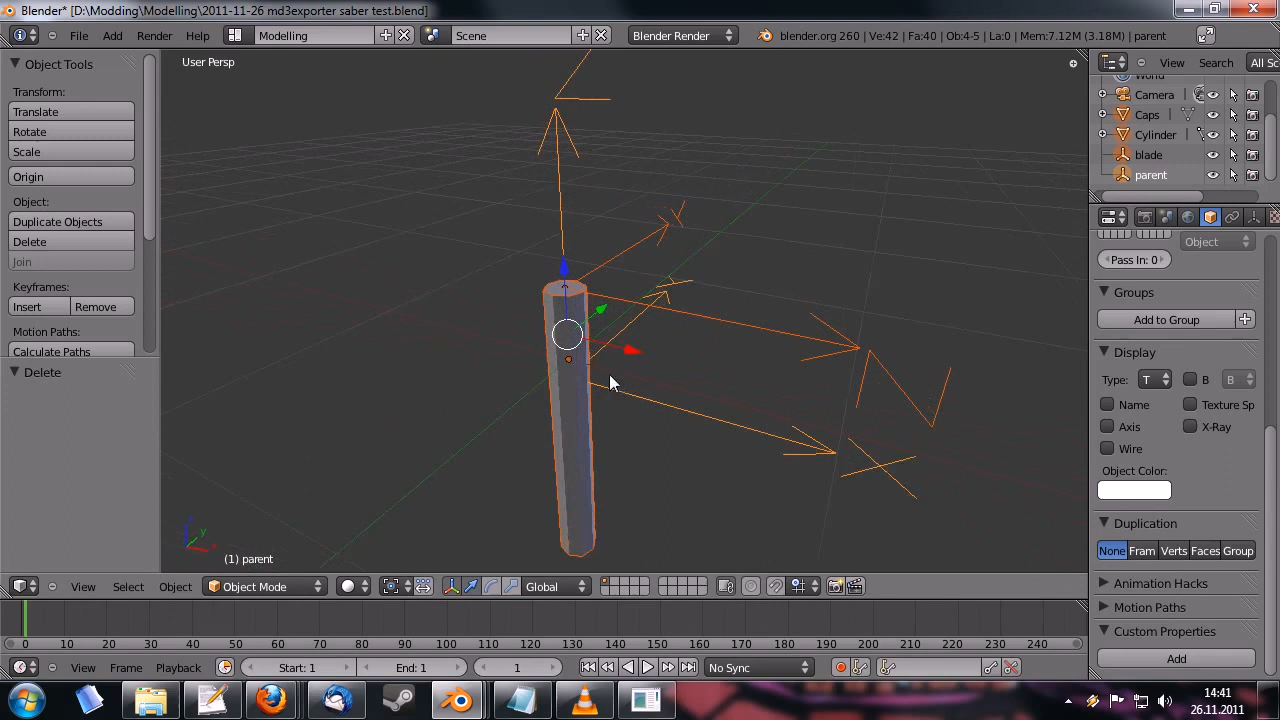 Blender* [D:\Modding\Modelling\2011-11-26 md3exporter saber test.blend]
File Add Render Help Modelling Scene Blender Render blender.org 260 | Ve:42 | Fa:40 | Ob:4-5 | La:0 | Mem:7.12M (3.18M) | parent
Object Tools
Transform:
Translate
Rotate
Scale
Origin
Object:
Duplicate Objects
Delete
Join
Keyframes:
Insert Remove
Motion Paths:
Calculate Paths
Delete
User Persp
Z
Y
X
z
y
x
(1) parent
View Search All Sc
World
Camera
Caps
Cylinder
blade
parent
Object
Pass In: 0
Groups
Add to Group
Display
Type: T B B
Name Texture Sp
Axis X-Ray
Wire
Object Color:
Duplication
None Fram Verts Faces Group
Animation Hacks
Motion Paths
Custom Properties
Add
View Select Object Object Mode Global
0 10 20 30 40 50 60 70 80 90 100 110 120 130 140 150 160 170 180 190 200 210 220 230 240
View Frame Playback Start: 1 End: 1 1 No Sync
14:41
26.11.2011